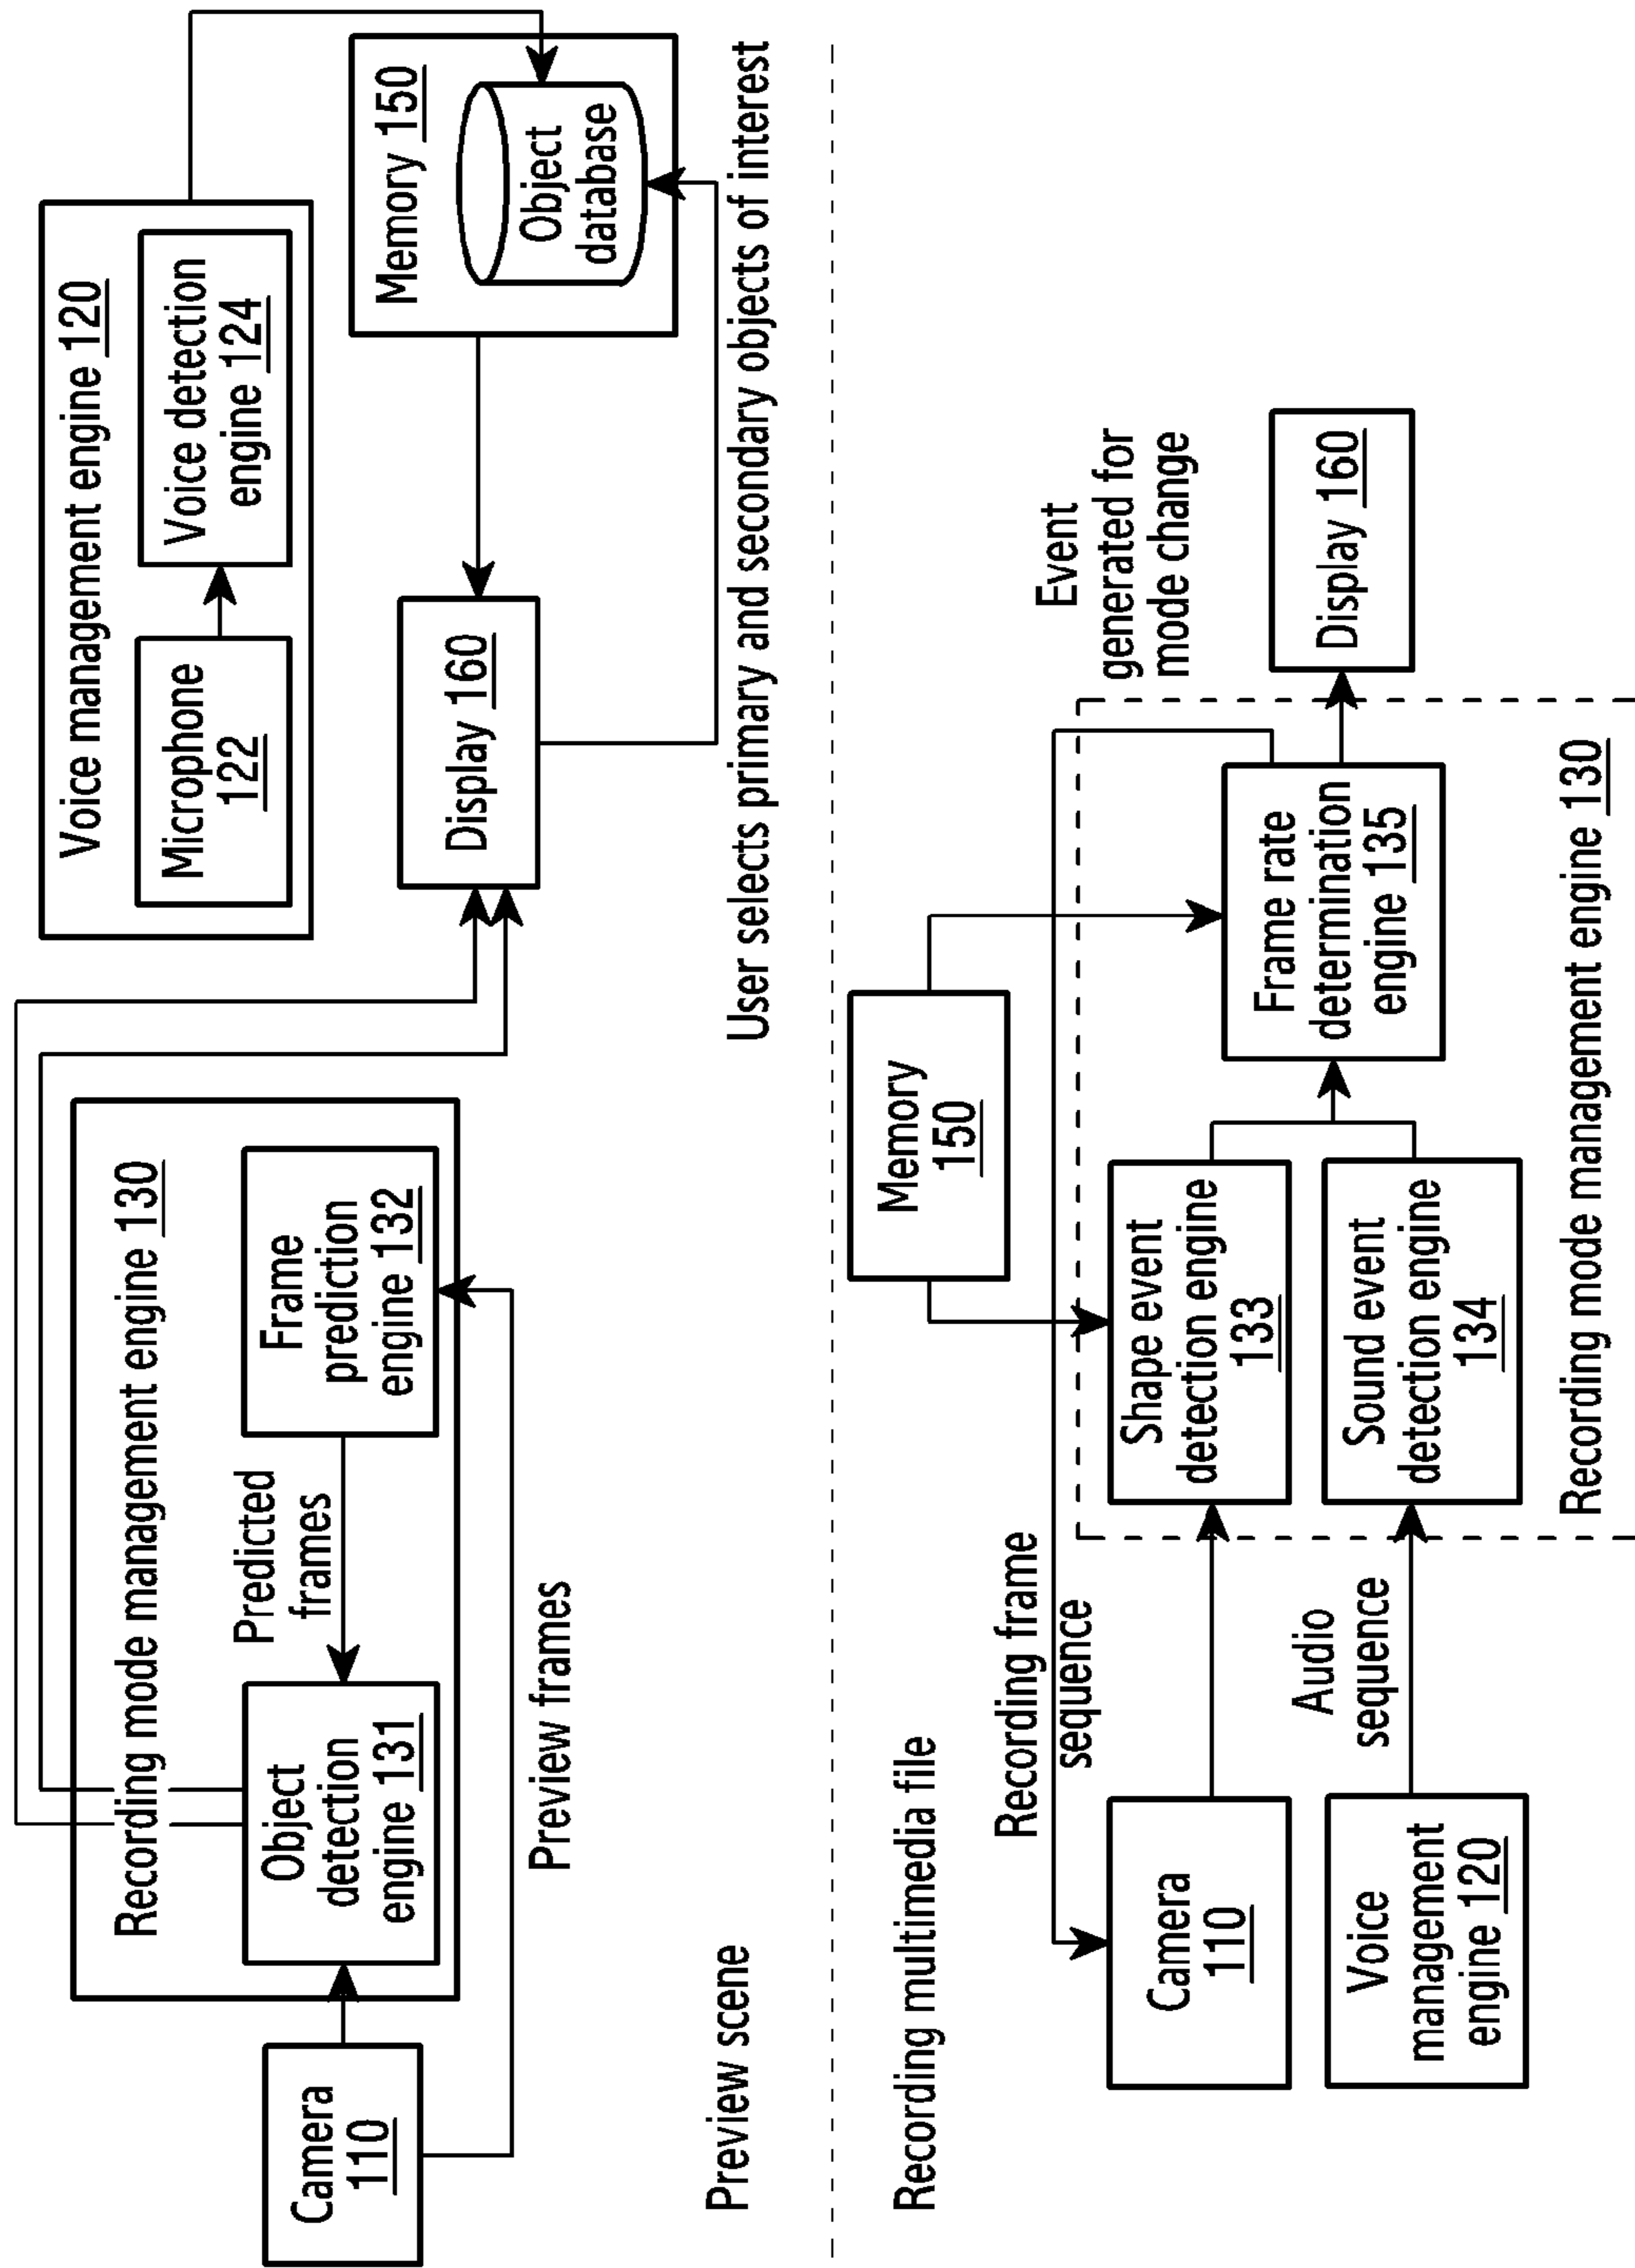 Voice management engine 120
Microphone
122
Voice detection
engine 124
Recording mode management engine 130
Camera
110
Object
detection
engine 131
Predicted
frames
Frame
prediction
engine 132
Preview frames
Display 160
Memory 150
Object
database
Preview scene
User selects primary and secondary objects of interest
Recording multimedia file
Memory
150
Recording frame
sequence
Event
generated for
mode change
Camera
110
Shape event
detection engine
133
Frame rate
determination
engine 135
Display 160
Audio
sequence
Voice
management
engine 120
Sound event
detection engine
134
Recording mode management engine 130